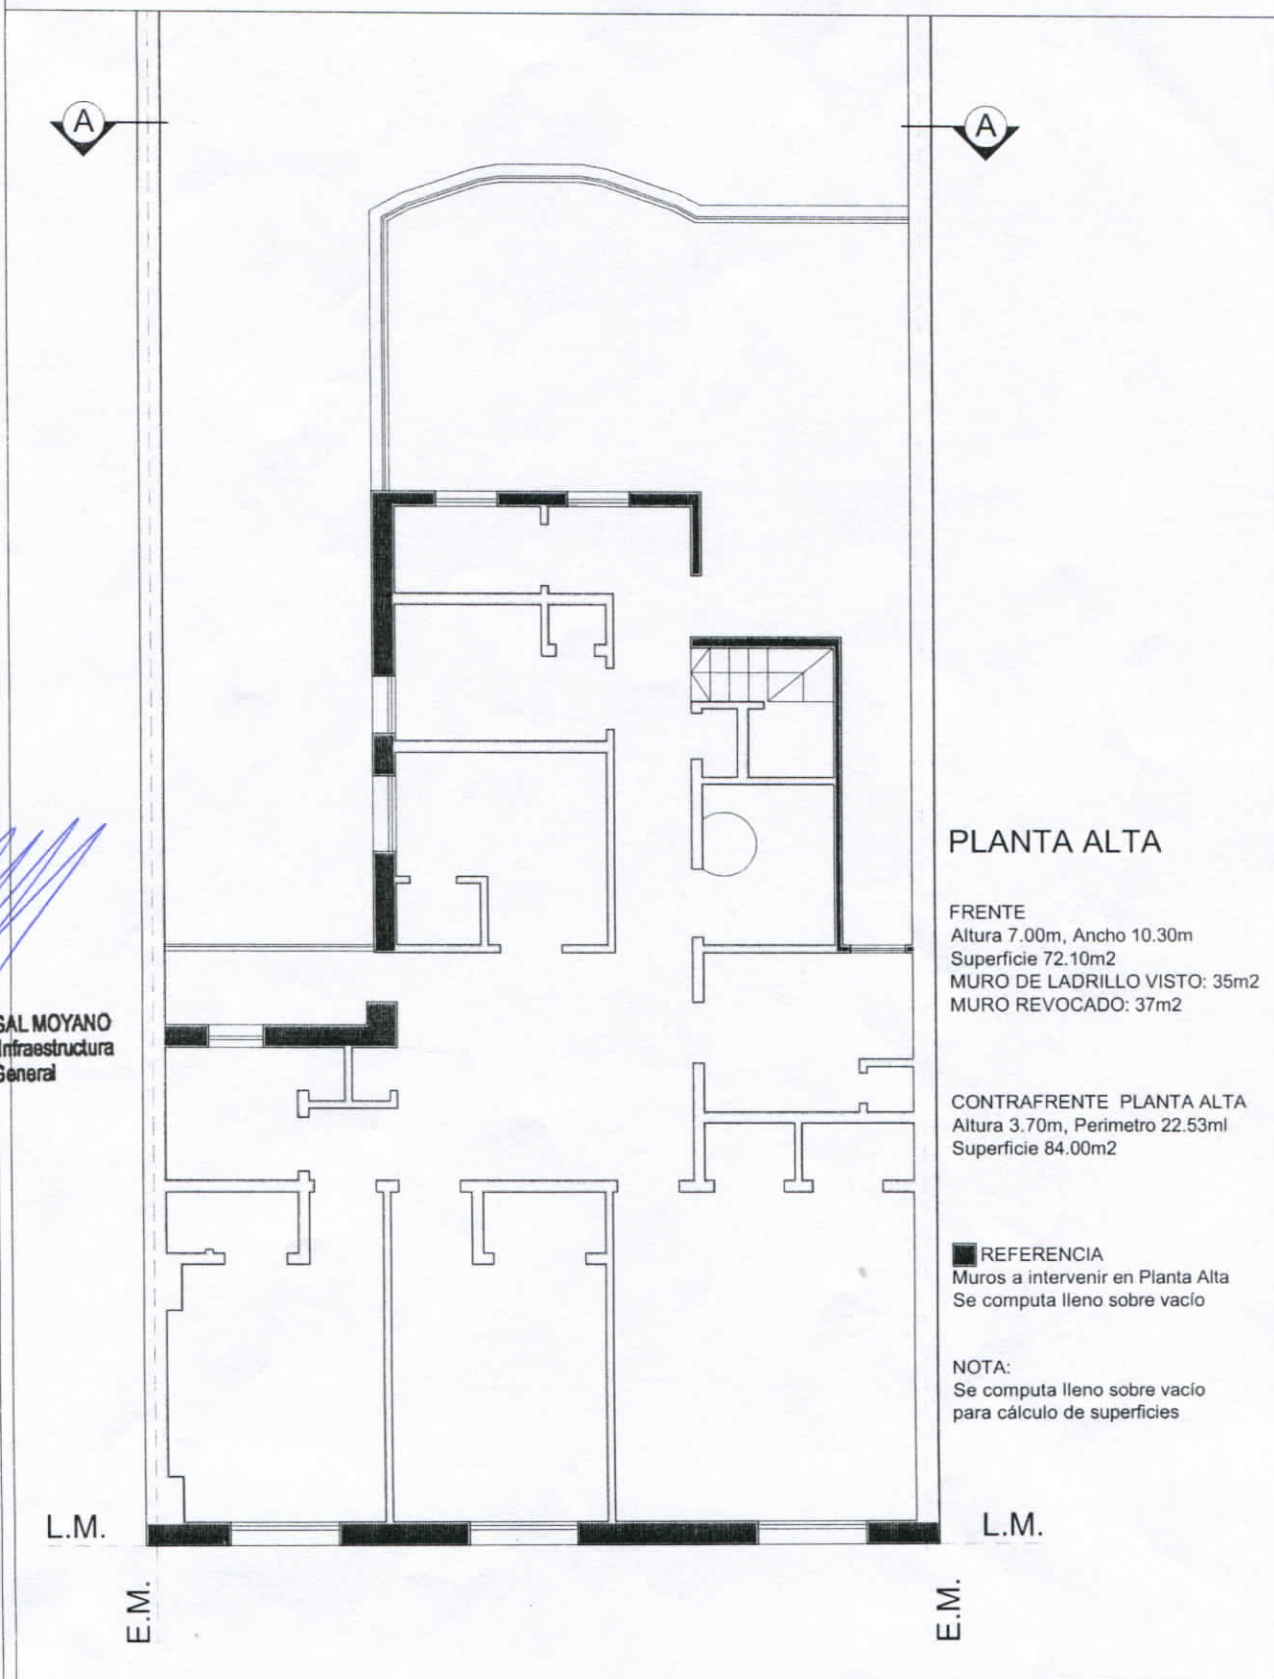 A
A
PLANTA ALTA
FRENTE
Altura 7.00m, Ancho 10.30m
Superficie 72.10m2
MURO DE LADRILLO VISTO: 35m2
MURO REVOCADO: 37m2
SAL MOYANO
Infraestructura
General
CONTRAFRENTE PLANTA ALTA
Altura 3.70m, Perimetro 22.53ml
Superficie 84.00m2
REFERENCIA
Muros a intervenir en Planta Alta
Se computa lleno sobre vacío
NOTA:
Se computa lleno sobre vacío
para cálculo de superficies
L.M.
L.M.
E.M.
E.M.